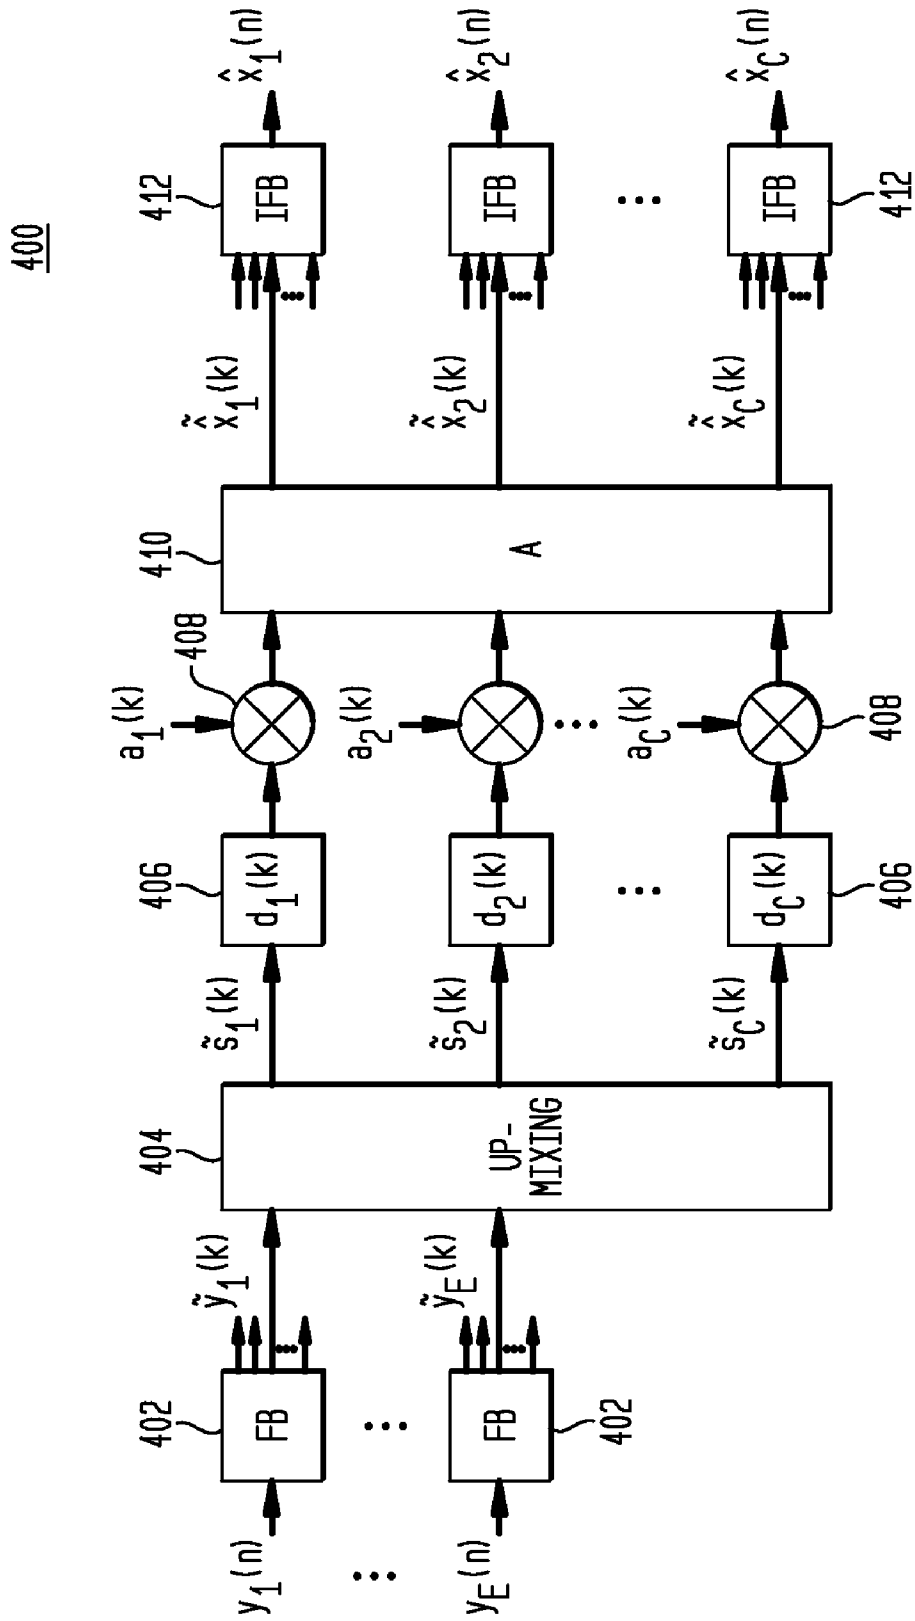 400
y₁(n)
402
FB
ỹ₁(k)
404
UP-
MIXING
s̃₁(k)
406
d₁(k)
a₁(k)
408
410
A
x̃̂₁(k)
412
IFB
x̂₁(n)
...
yE(n)
...
FB
402
ỹE(k)
s̃₂(k)
d₂(k)
a₂(k)
x̃̂₂(k)
IFB
x̂₂(n)
...
...
...
s̃C(k)
dC(k)
406
aC(k)
408
x̃̂C(k)
IFB
412
x̂C(n)